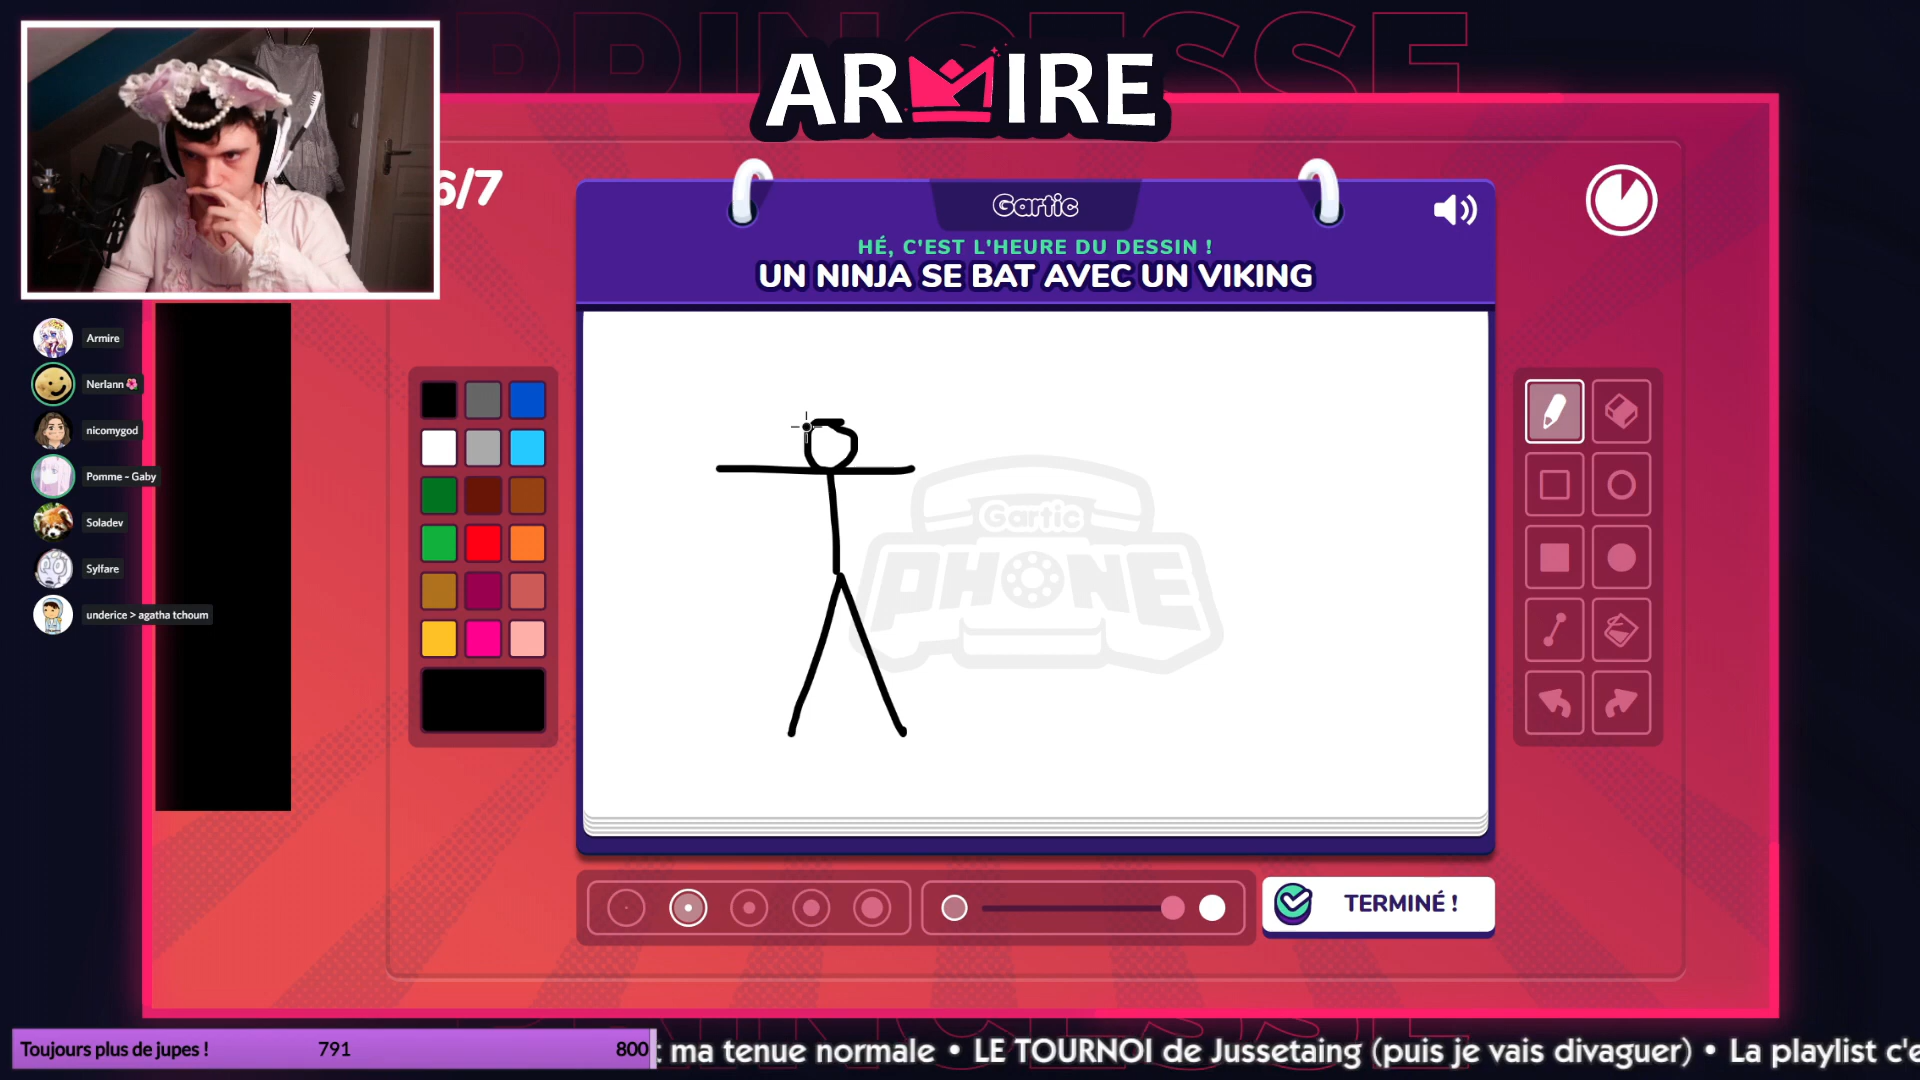 PRINCESSE
ARMIRE
6/7
Gartic
HÉ, C'EST L'HEURE DU DESSIN !
UN NINJA SE BAT AVEC UN VIKING
Armire
Nerlann
nicomygod
Pomme - Gaby
Soladev
Sylfare
underice > agatha tchoum
Gartic
PHONE
TERMINÉ !
Toujours plus de jupes ! 791 800
: ma tenue normale • LE TOURNOI de Jussetaing (puis je vais divaguer) • La playlist c'e